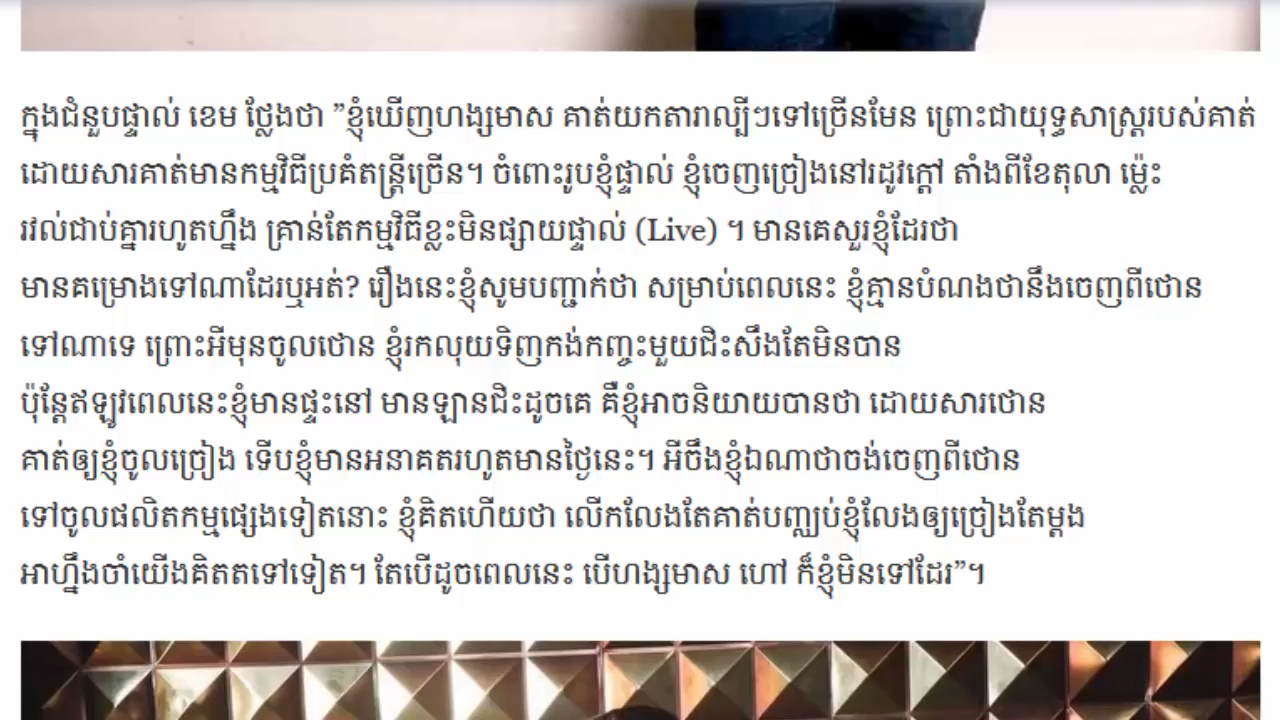 ក្នុងជំនួបផ្ទាល់ ខេម ថ្លែងថា ”ខ្ញុំឃើញហង្សមាស គាត់យកតារាល្បីៗទៅច្រើនមែន ព្រោះជាយុទ្ធសាស្ត្ររបស់គាត់
ដោយសារគាត់មានកម្មវិធីប្រគំតន្ត្រីច្រើន។ ចំពោះរូបខ្ញុំផ្ទាល់ ខ្ញុំចេញច្រៀងនៅរដូវក្ដៅ តាំងពីខែតុលា ម្ល៉េះ
រវល់ជាប់គ្នារហូតហ្នឹង គ្រាន់តែកម្មវិធីខ្លះមិនផ្សាយផ្ទាល់ (Live) ។ មានគេសួរខ្ញុំដែរថា
មានគម្រោងទៅណាដែរឬអត់? រឿងនេះខ្ញុំសូមបញ្ជាក់ថា សម្រាប់ពេលនេះ ខ្ញុំគ្មានបំណងថានឹងចេញពីថោន
ទៅណាទេ ព្រោះអីមុនចូលថោន ខ្ញុំរកលុយទិញកង់កញ្ចះមួយជិះសឹងតែមិនបាន
ប៉ុន្តែឥឡូវពេលនេះខ្ញុំមានផ្ទះនៅ មានឡានជិះដូចគេ គឺខ្ញុំអាចនិយាយបានថា ដោយសារថោន
គាត់ឲ្យខ្ញុំចូលច្រៀង ទើបខ្ញុំមានអនាគតរហូតមានថ្ងៃនេះ។ អីចឹងខ្ញុំឯណាថាចង់ចេញពីថោន
ទៅចូលផលិតកម្មផ្សេងទៀតនោះ ខ្ញុំគិតហើយថា លើកលែងតែគាត់បញ្ឈប់ខ្ញុំលែងឲ្យច្រៀងតែម្ដង
អាហ្នឹងចាំយើងគិតតទៅទៀត។ តែបើដូចពេលនេះ បើហង្សមាស ហៅ ក៏ខ្ញុំមិនទៅដែរ”។